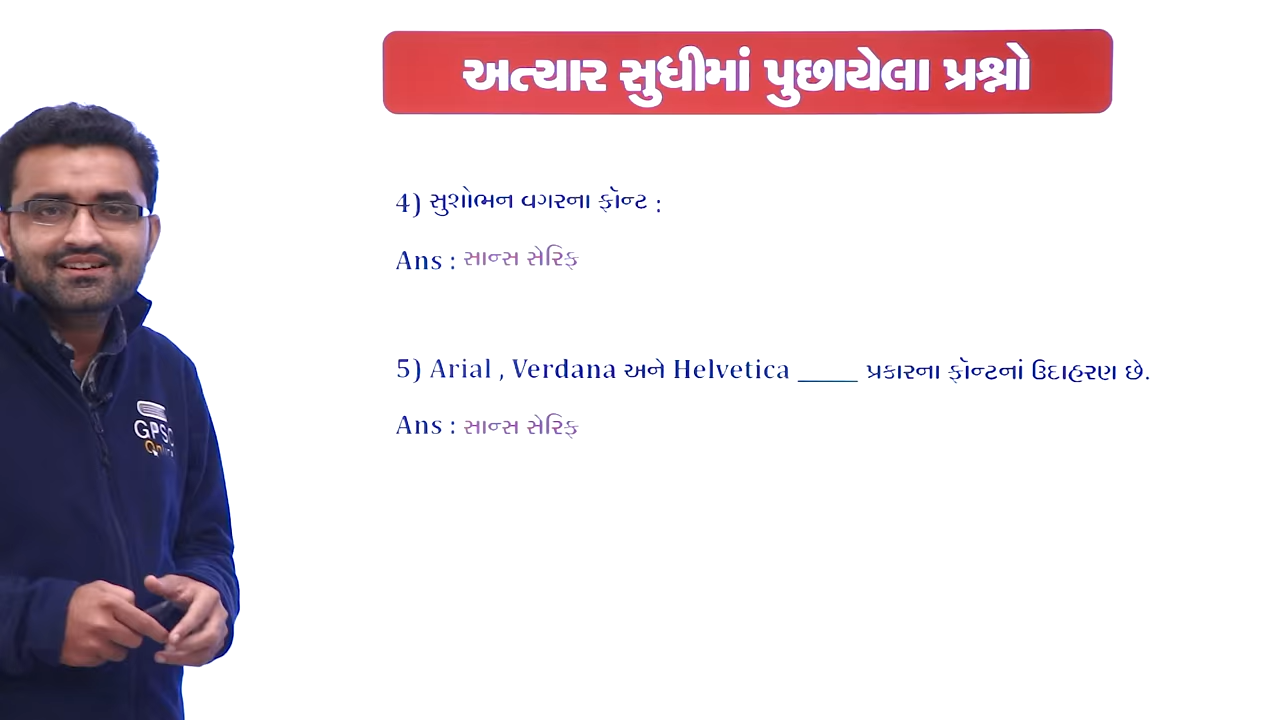 અત્યાર સુધીમાં પુછાયેલા પ્રશ્નો
4) સુશોભન વગરના ફૉન્ટ :
Ans : સાન્સ સેરિફ
5) Arial , Verdana અને Helvetica _____ પ્રકારના ફૉન્ટનાં ઉદાહરણ છે.
Ans : સાન્સ સેરિફ
GPSC
Online